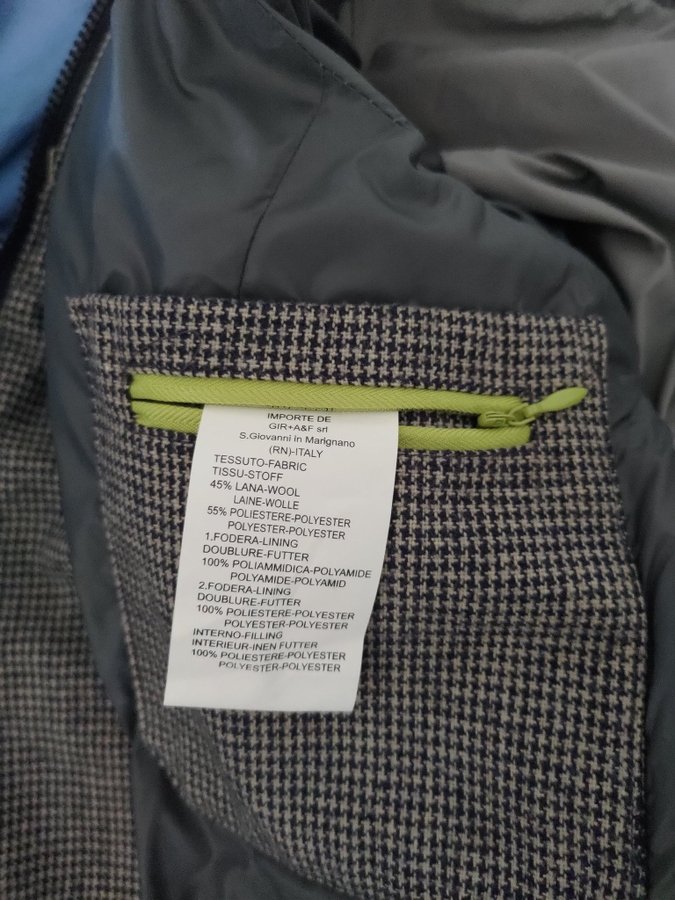 IMPORTE DE
GIR+A&F srl
S.Giovanni in Marignano
(RN)-ITALY
TESSUTO-FABRIC
TISSU-STOFF
45% LANA-WOOL
LAINE-WOLLE
55% POLIESTERE-POLYESTER
POLYESTER-POLYESTER
1.FODERA-LINING
DOUBLURE-FUTTER
100% POLIAMMIDICA-POLYAMIDE
POLYAMIDE-POLYAMID
2.FODERA-LINING
DOUBLURE-FUTTER
100% POLIESTERE-POLYESTER
POLYESTER-POLYESTER
INTERNO-FILLING
INTERIEUR-INEN FUTTER
100% POLIESTERE-POLYESTER
POLYESTER-POLYESTER